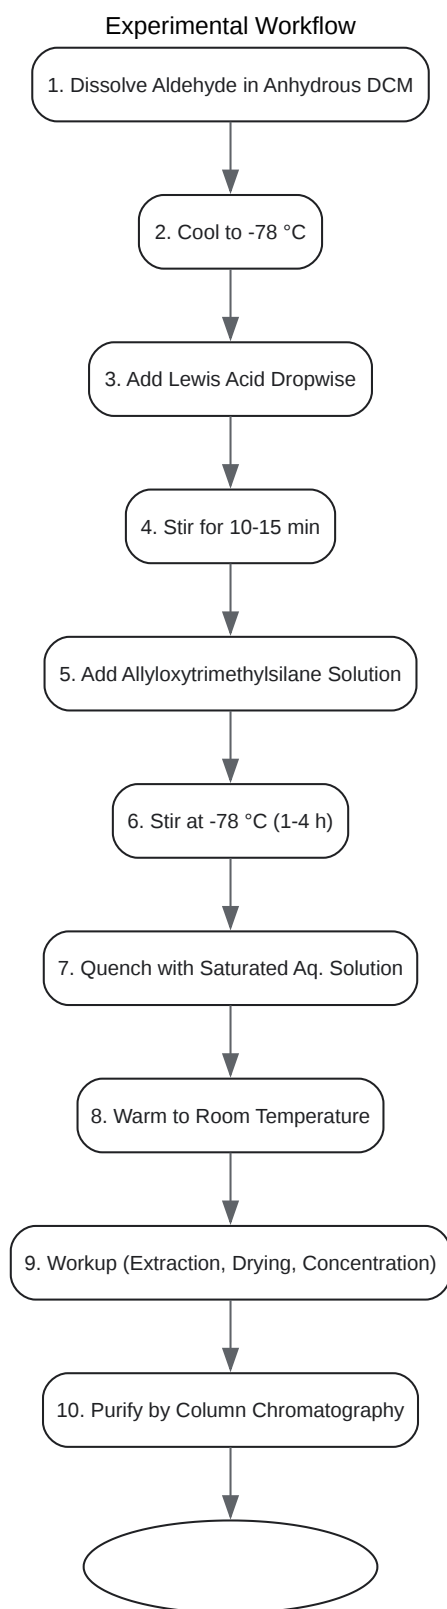 Experimental Workflow
1. Dissolve Aldehyde in Anhydrous DCM
2. Cool to -78 °C
3. Add Lewis Acid Dropwise
4. Stir for 10-15 min
5. Add Allyloxytrimethylsilane Solution
6. Stir at -78 °C (1-4 h)
7. Quench with Saturated Aq. Solution
8. Warm to Room Temperature
9. Workup (Extraction, Drying, Concentration)
10. Purify by Column Chromatography